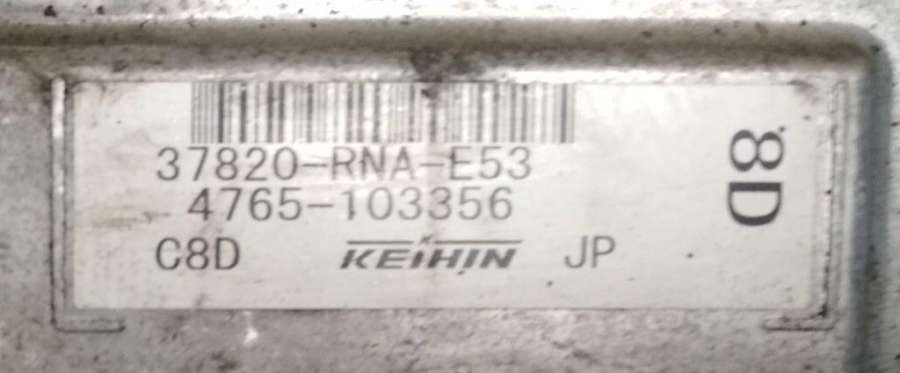 37820-RNA-E53
4765-103356
C8D KEIHIN JP
8D